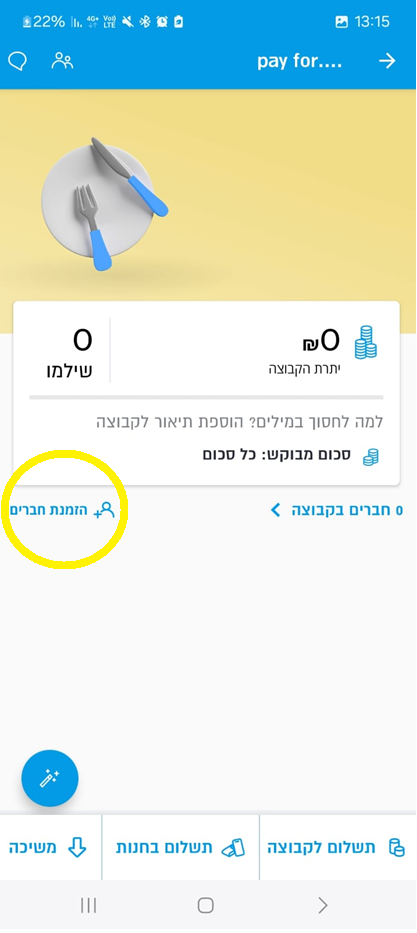 22% 4G+ Vo) LTE 13:15
pay for....
₪0
יתרת הקבוצה
0
שילמו
למה לחסוך במילים? הוספת תיאור לקבוצה
סכום מבוקש: כל סכום
0 חברים בקבוצה
הזמנת חברים
תשלום לקבוצה
תשלום בחנות
משיכה